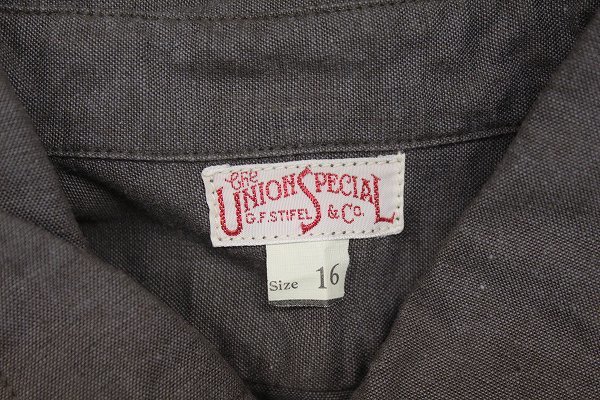 The
UNION SPECIAL
G.F. STIFEL & CO.
Size 16